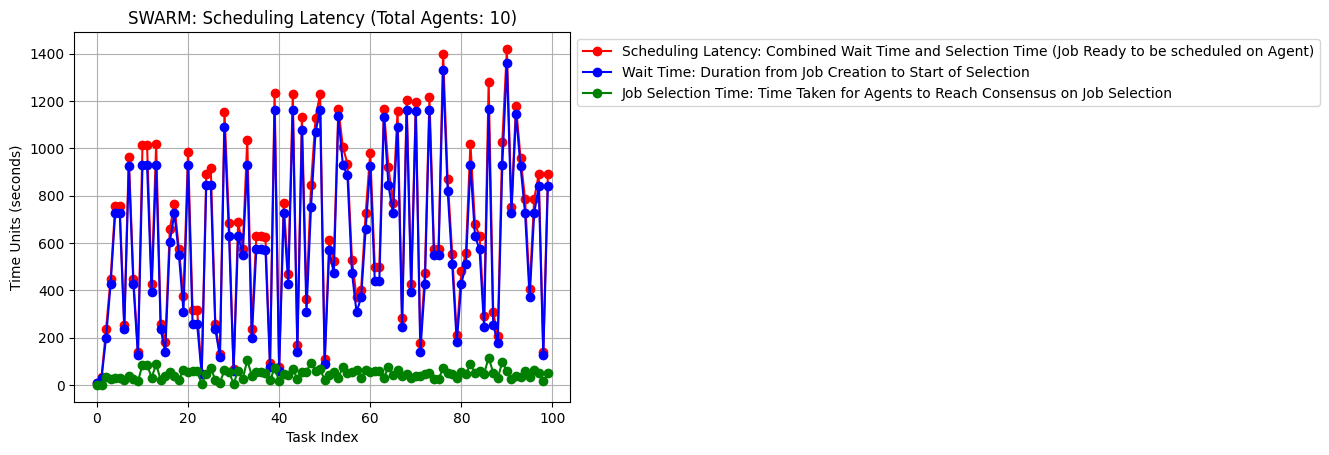 SWARM: Scheduling Latency (Total Agents: 10)
Scheduling Latency: Combined Wait Time and Selection Time (Job Ready to be scheduled on Agent)
Wait Time: Duration from Job Creation to Start of Selection
Job Selection Time: Time Taken for Agents to Reach Consensus on Job Selection
Time Units (seconds)
1400
1200
1000
800
600
400
200
0
0 20 40 60 80 100
Task Index